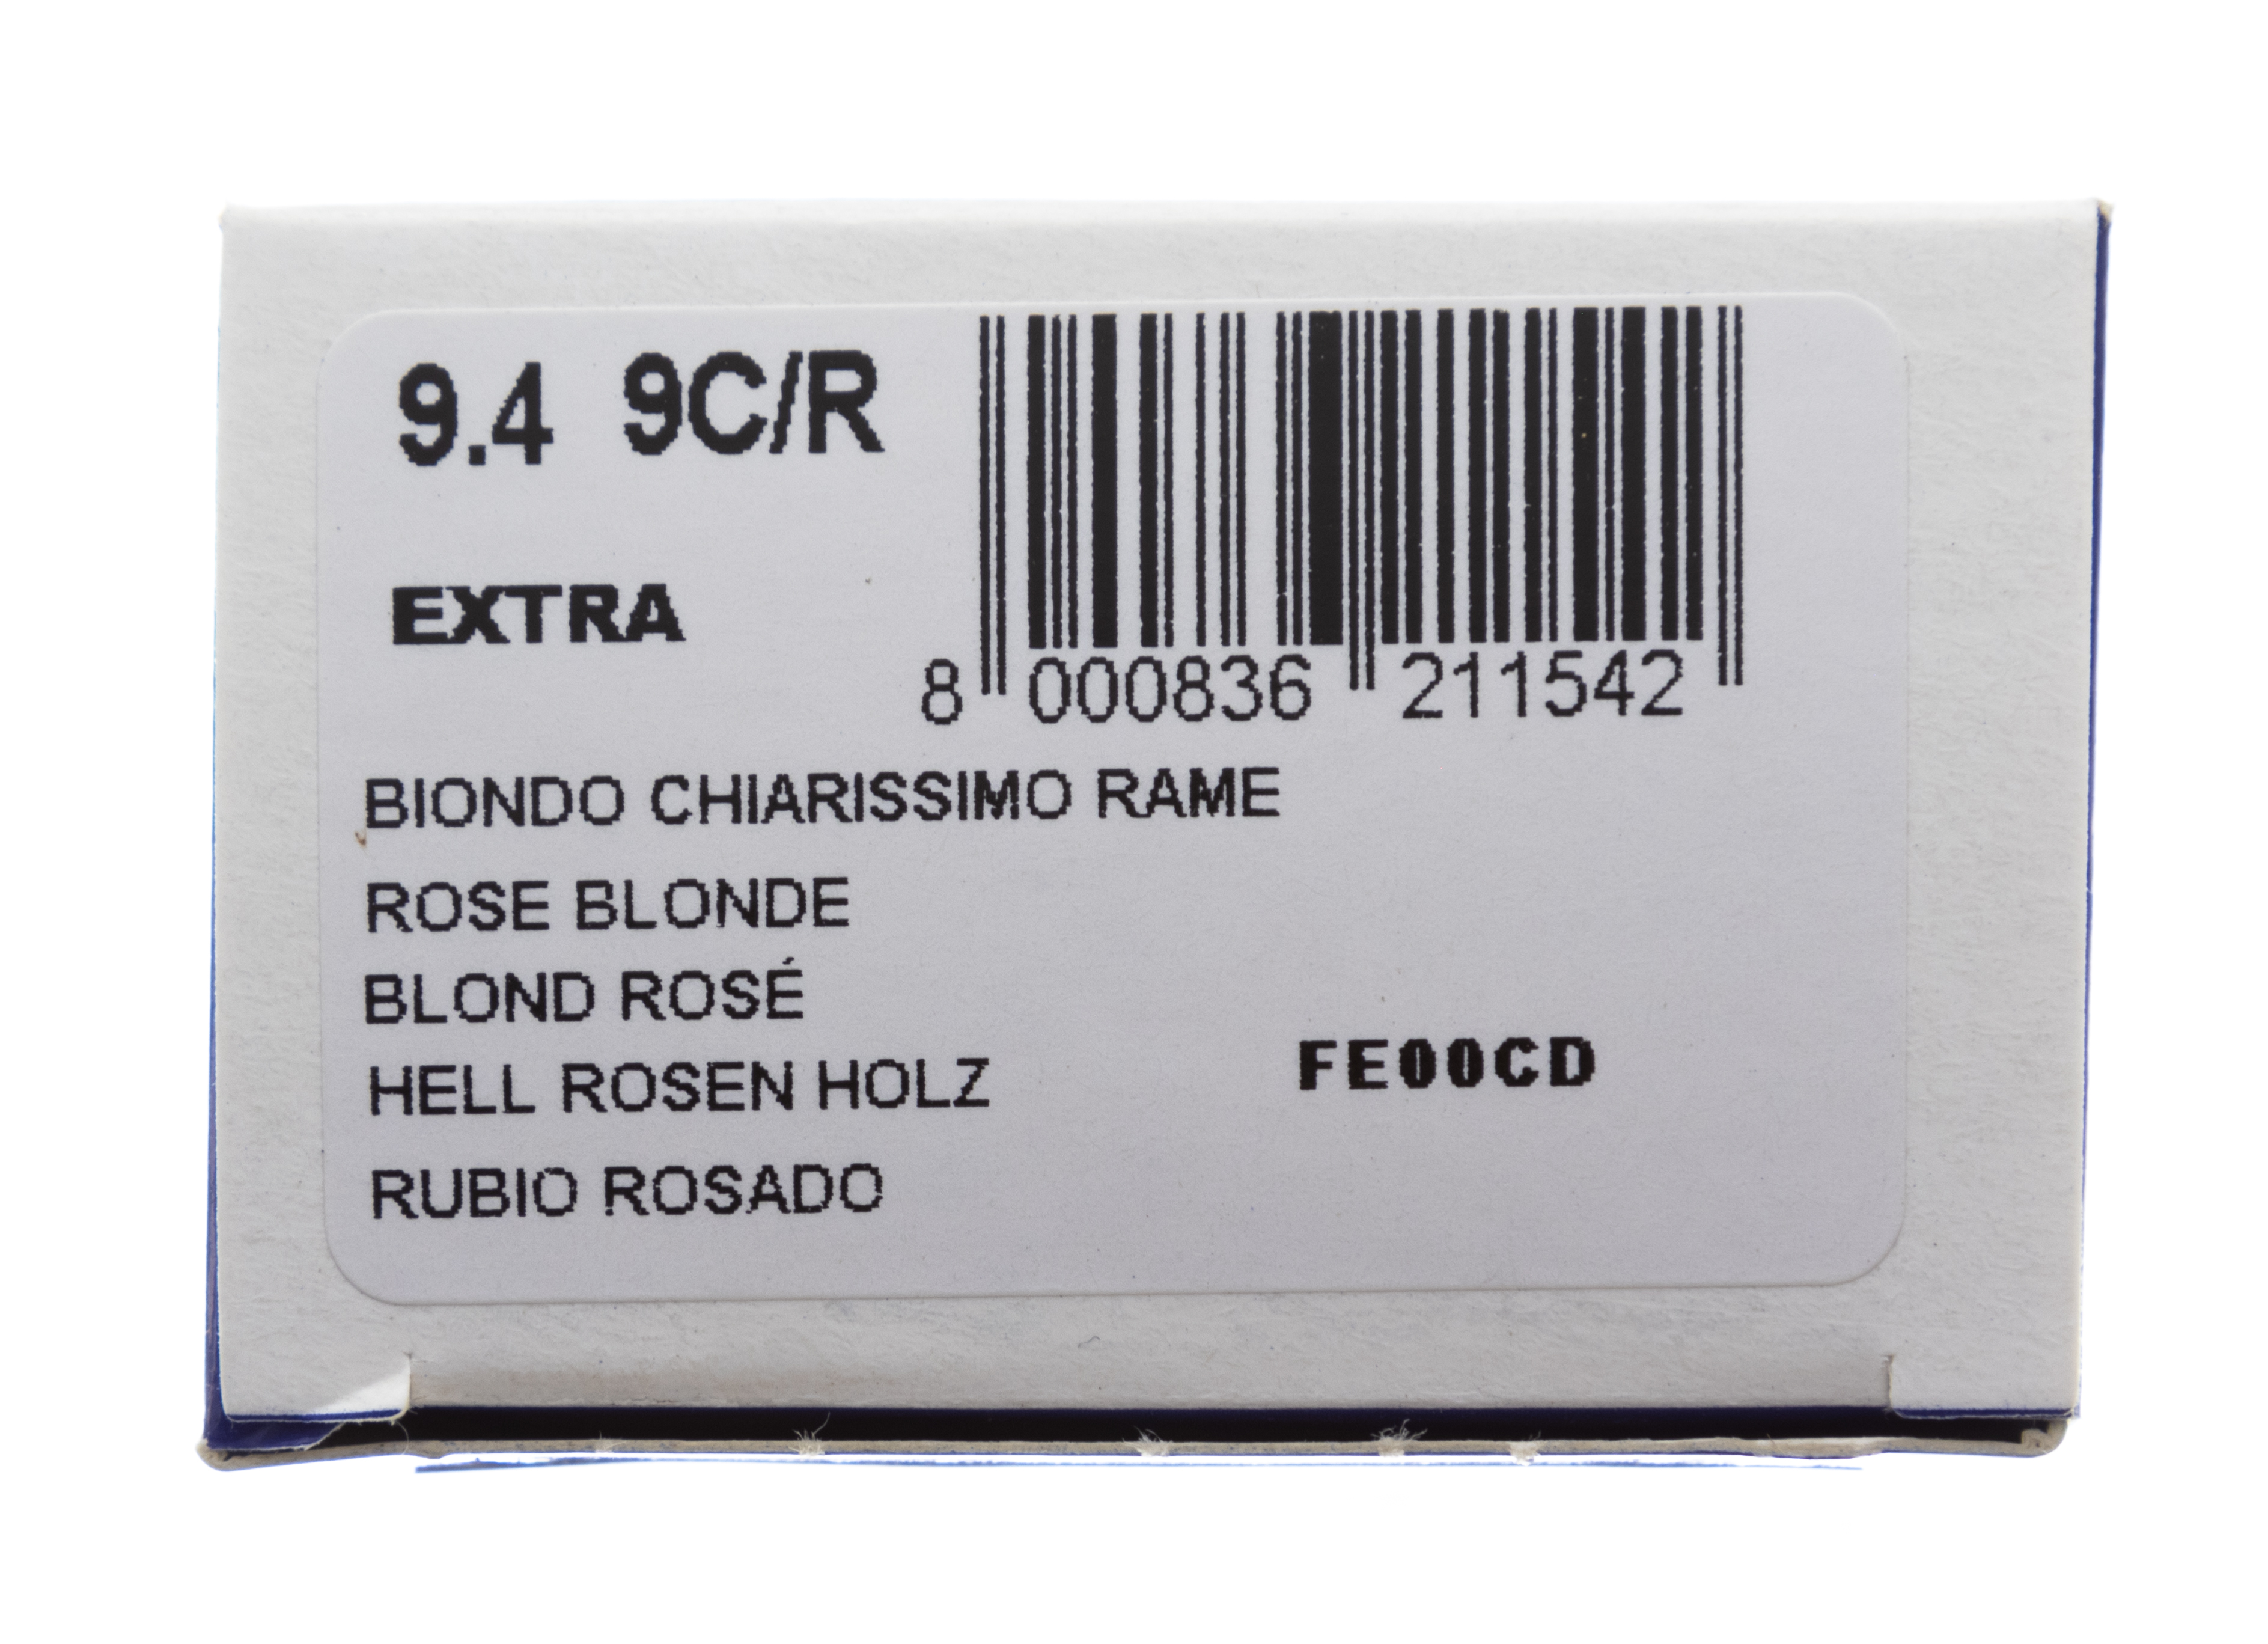 9.4 9C/R
EXTRA
8 000836 211542
BIONDO CHIARISSIMO RAME
ROSE BLONDE
BLOND ROSÉ
HELL ROSEN HOLZ
FE00CD
RUBIO ROSADO